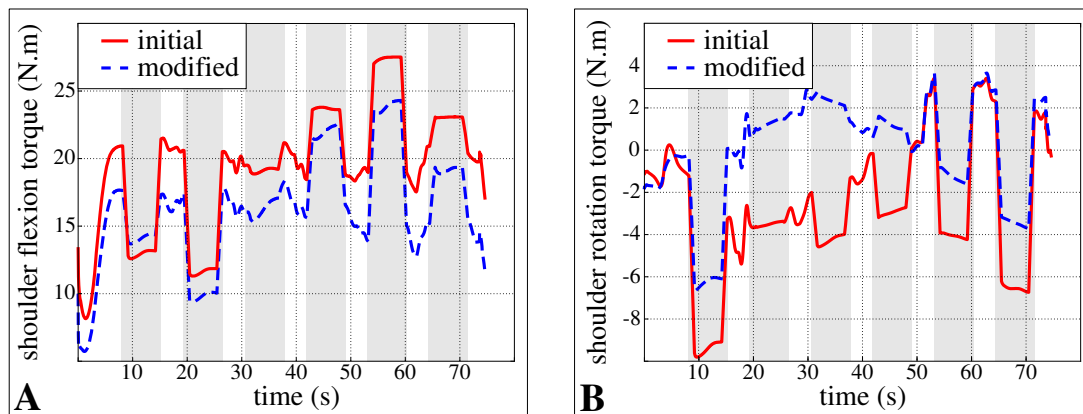 initial
modified
shoulder flexion torque (N.m)
25
20
15
10
10 20 30 40 50 60 70
time (s)
A
initial
modified
shoulder rotation torque (N.m)
4
2
0
-2
-4
-6
-8
10 20 30 40 50 60 70
time (s)
B